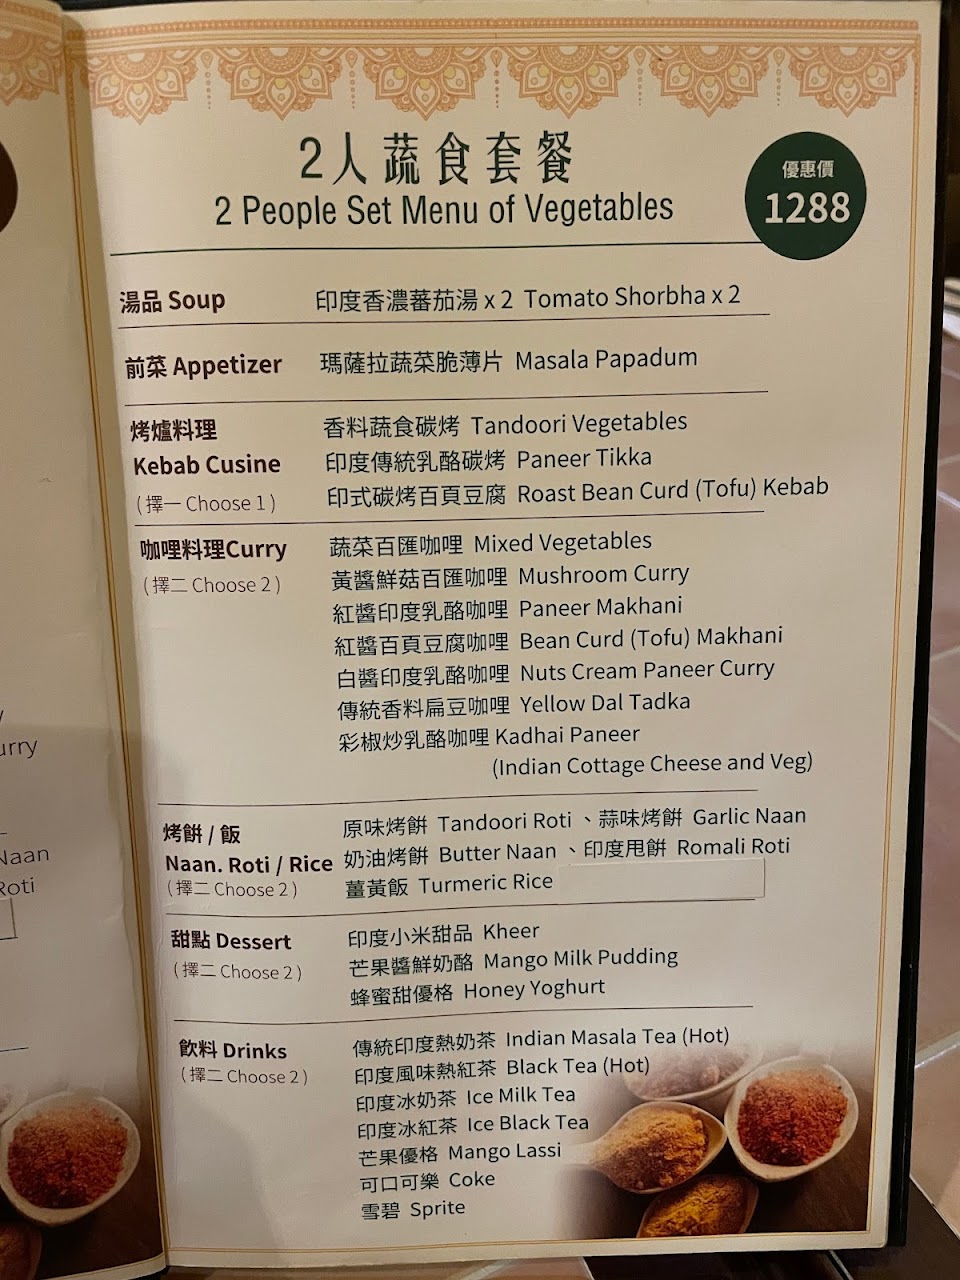 2人蔬食套餐
2 People Set Menu of Vegetables
優惠價
1288
湯品 Soup 印度香濃蕃茄湯 x 2 Tomato Shorbha x 2
前菜 Appetizer 瑪薩拉蔬菜脆薄片 Masala Papadum
烤爐料理 香料蔬食碳烤 Tandoori Vegetables
Kebab Cusine 印度傳統乳酪碳烤 Paneer Tikka
(擇一 Choose 1) 印式碳烤百頁豆腐 Roast Bean Curd (Tofu) Kebab
咖哩料理Curry 蔬菜百匯咖哩 Mixed Vegetables
(擇二 Choose 2) 黃醬鮮菇百匯咖哩 Mushroom Curry
紅醬印度乳酪咖哩 Paneer Makhani
紅醬百頁豆腐咖哩 Bean Curd (Tofu) Makhani
白醬印度乳酪咖哩 Nuts Cream Paneer Curry
傳統香料扁豆咖哩 Yellow Dal Tadka
彩椒炒乳酪咖哩 Kadhai Paneer
(Indian Cottage Cheese and Veg)
烤餅 / 飯 原味烤餅 Tandoori Roti 、蒜味烤餅 Garlic Naan
Naan. Roti / Rice 奶油烤餅 Butter Naan 、印度甩餅 Romali Roti
(擇二 Choose 2) 薑黃飯 Turmeric Rice
甜點 Dessert 印度小米甜品 Kheer
(擇二 Choose 2) 芒果醬鮮奶酪 Mango Milk Pudding
蜂蜜甜優格 Honey Yoghurt
飲料 Drinks 傳統印度熱奶茶 Indian Masala Tea (Hot)
(擇二 Choose 2) 印度風味熱紅茶 Black Tea (Hot)
印度冰奶茶 Ice Milk Tea
印度冰紅茶 Ice Black Tea
芒果優格 Mango Lassi
可口可樂 Coke
雪碧 Sprite
urry
Naan
Roti